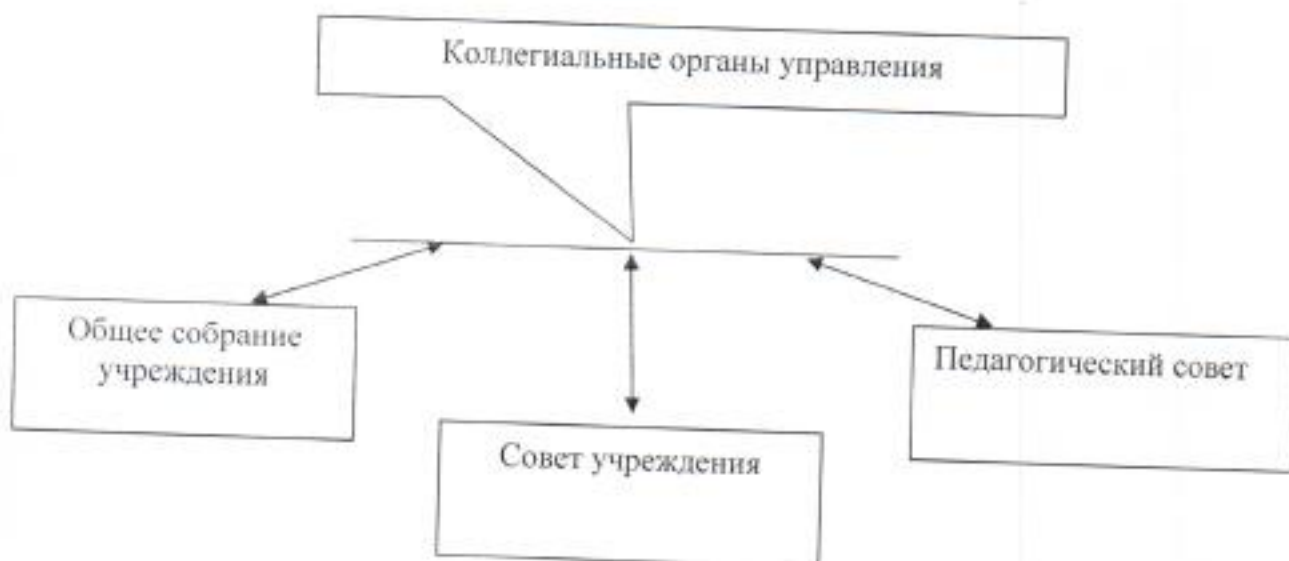 Коллегиальные органы управления
Общее собрание
учреждения
Совет учреждения
Педагогический совет